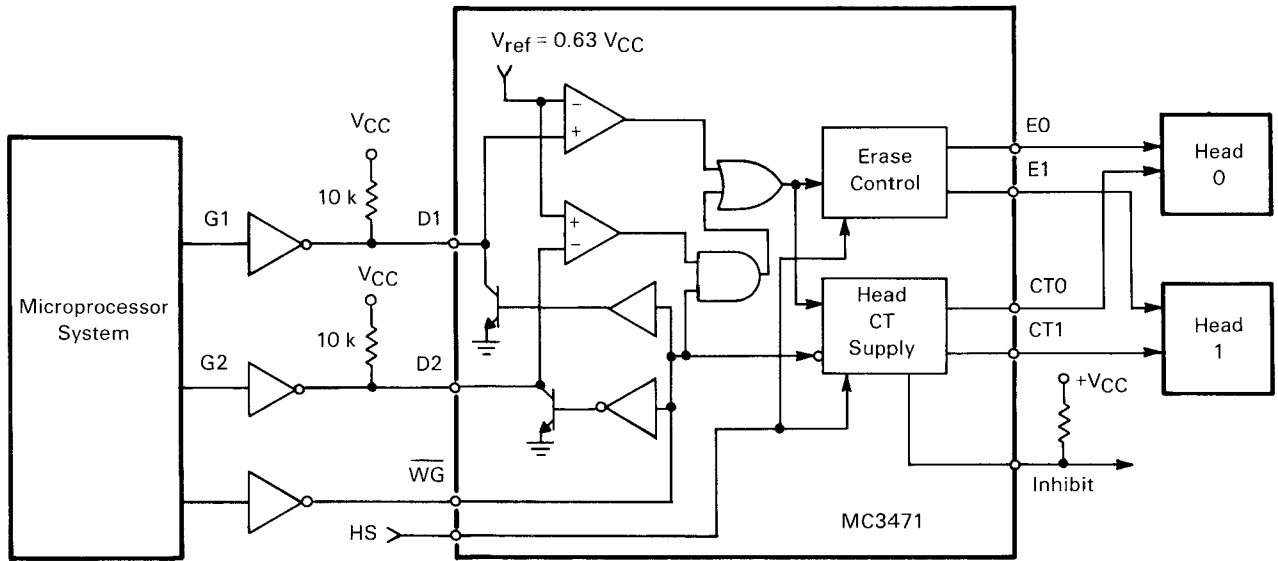 Vref = 0.63 VCC
VCC
10 k
G1
D1
-
+
+
-
Erase
Control
E0
E1
Head
0
Microprocessor
System
VCC
10 k
G2
D2
Head
CT
Supply
CT0
CT1
Head
1
+VCC
Inhibit
WG
HS
MC3471